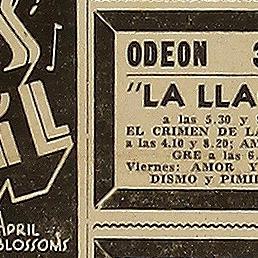 ODEON
"LA LLA
a las 5.30 y
EL CRIMEN DE LA
a las 4.10 y 8.20; AM
GRE a las 6.
Viernes: AMOR Y
DISMO y PIMI
APRIL
BLOSSOMS